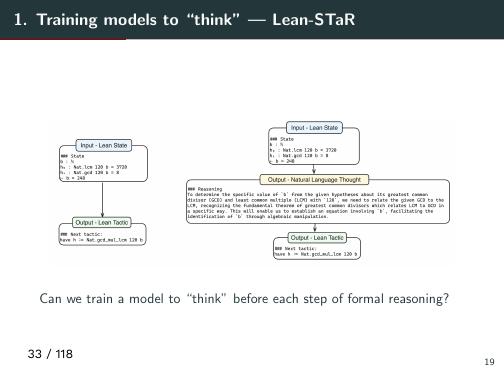 1. Training models to “think” — Lean-STaR
Input - Lean State
### State
b : ℕ
h₀ : Nat.lcm 120 b = 3720
h₁ : Nat.gcd 120 b = 8
⊢ b = 248
Output - Lean Tactic
### Next tactic:
have h := Nat.gcd_mul_lcm 120 b
Input - Lean State
### State
b : ℕ
h₀ : Nat.lcm 120 b = 3720
h₁ : Nat.gcd 120 b = 8
⊢ b = 248
Output - Natural Language Thought
### Reasoning
To determine the specific value of `b` from the given hypotheses about its greatest common
divisor (GCD) and least common multiple (LCM) with `120`, we need to relate the given GCD to the
LCM, recognizing the fundamental theorem of greatest common divisors which relates LCM to GCD in
a specific way. This will enable us to establish an equation involving `b`, facilitating the
identification of `b` through algebraic manipulation.
Output - Lean Tactic
### Next tactic:
have h := Nat.gcd_mul_lcm 120 b
Can we train a model to “think” before each step of formal reasoning?
33 / 118
19